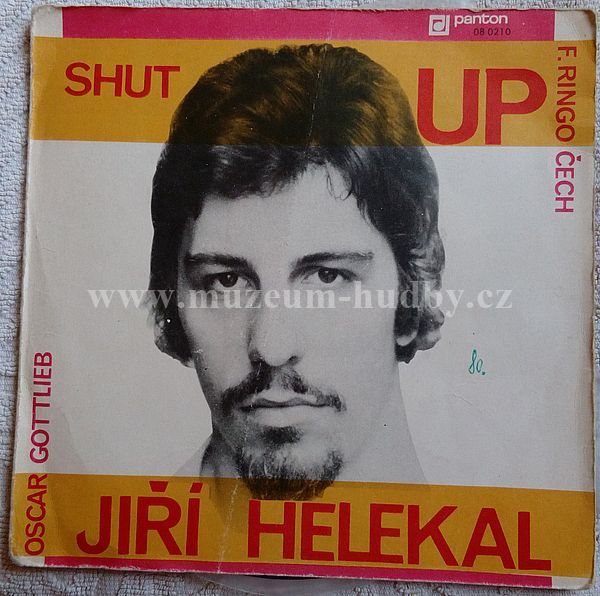 panton
08 0210
SHUT UP
F. RINGO ČECH
www.muzeum-hudby.cz
80.
OSCAR GOTTLIEB
JIŘÍ HELEKAL